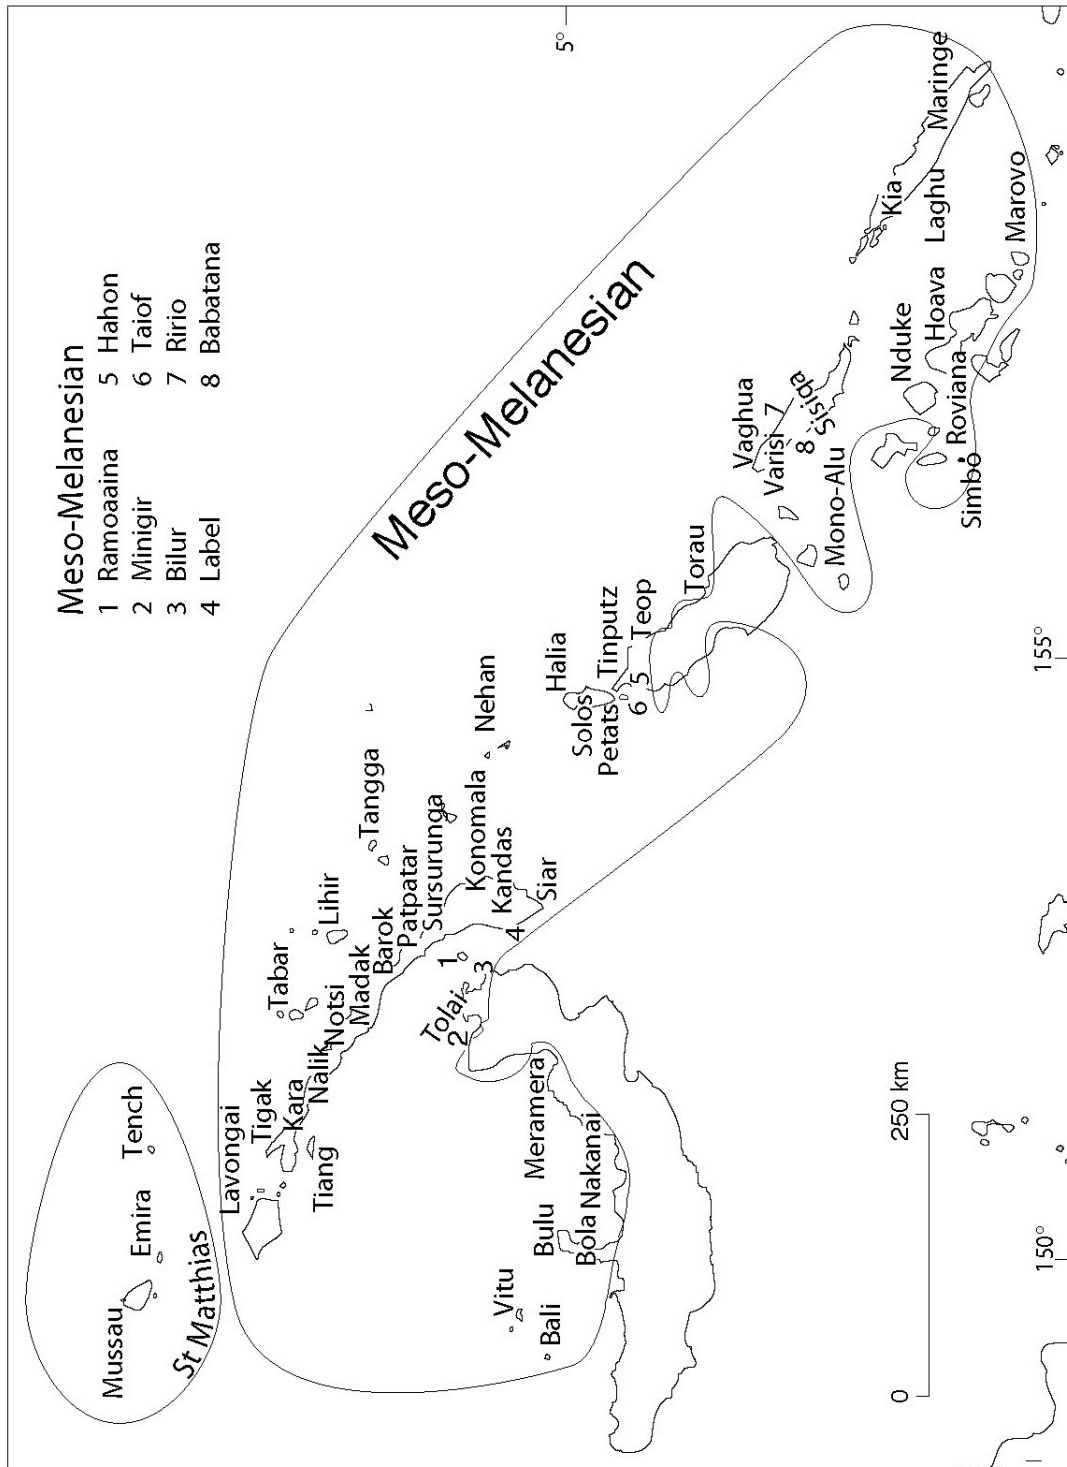 Meso-Melanesian
1 Ramoaaina
2 Minigir
3 Bilur
4 Label
5 Hahon
6 Taiof
7 Ririo
8 Babatana
Mussau
Emira
Tench
St Matthias
Lavongai
Tigak
Kara
Tiang
Nalik
Notsi
Tabar
Madak
Lihir
Barok
Patpatar
Tangga
Sursurunga
Konomala
Kandas
Siar
Nehan
1
2
3
4
Tolai
Vitu
Bali
Bulu
Bola
Nakanai
Meramera
Meso-Melanesian
Halia
Solos
Petats
Tinputz
Teop
5
6
Torau
Mono-Alu
Vaghua
Varisi
7
8
Sisiqa
Nduke
Simbo
Roviana
Hoava
Marovo
Kia
Laghu
Maringe
5°
150°
155°
0
250 km